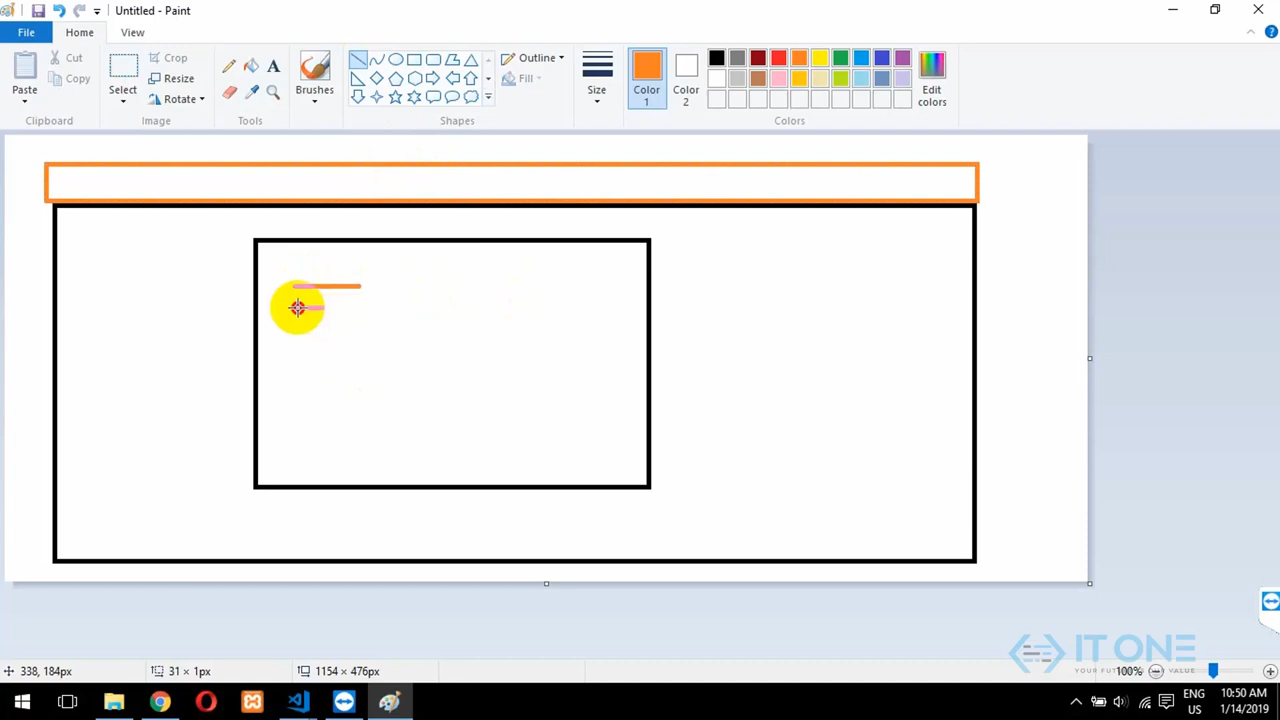 Untitled - Paint
File
Home
View
Paste
Cut
Copy
Clipboard
Select
Crop
Resize
Rotate
Image
A
Tools
Brushes
Outline
Fill
Shapes
Size
Color 1
Color 2
Edit colors
Colors
IT ONE
338, 184px
31 × 1px
1154 × 476px
100%
ENG
US
10:50 AM
1/14/2019